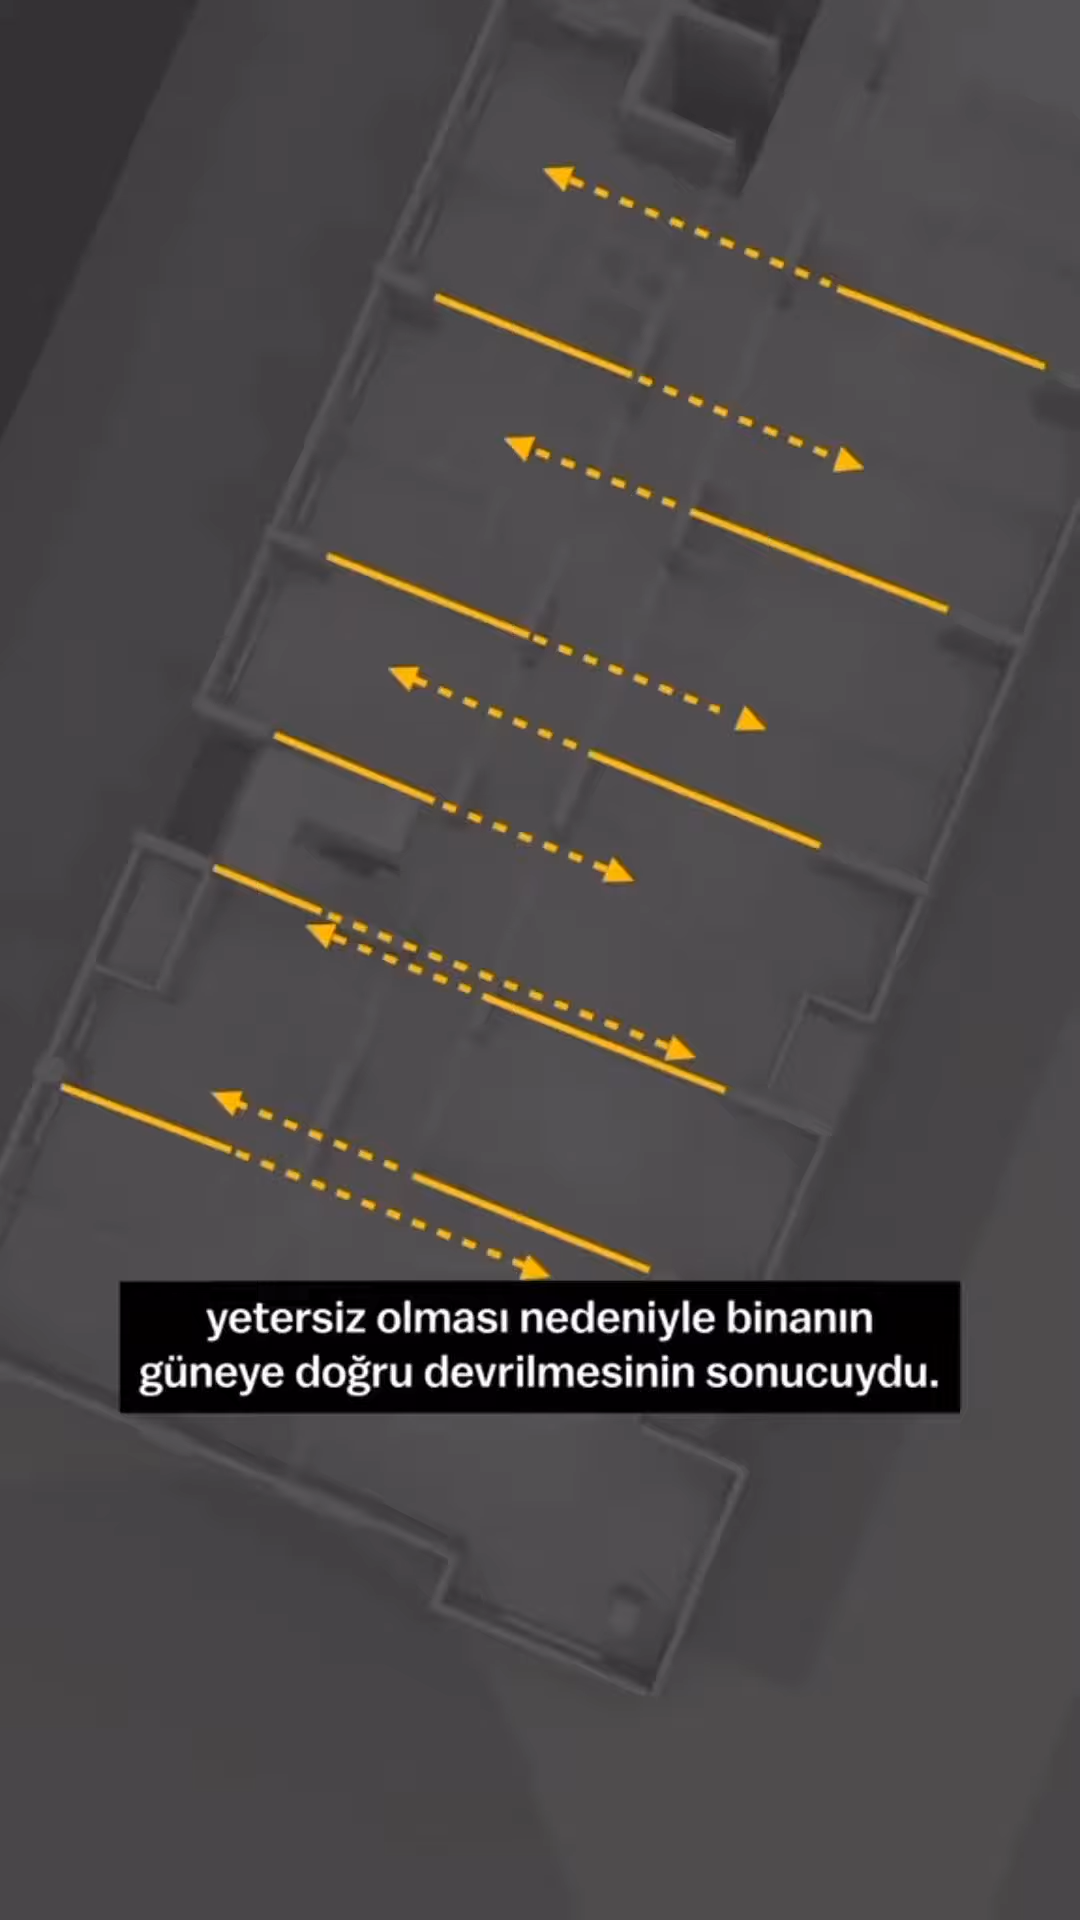 yetersiz olması nedeniyle binanın
güneye doğru devrilmesinin sonucuydu.